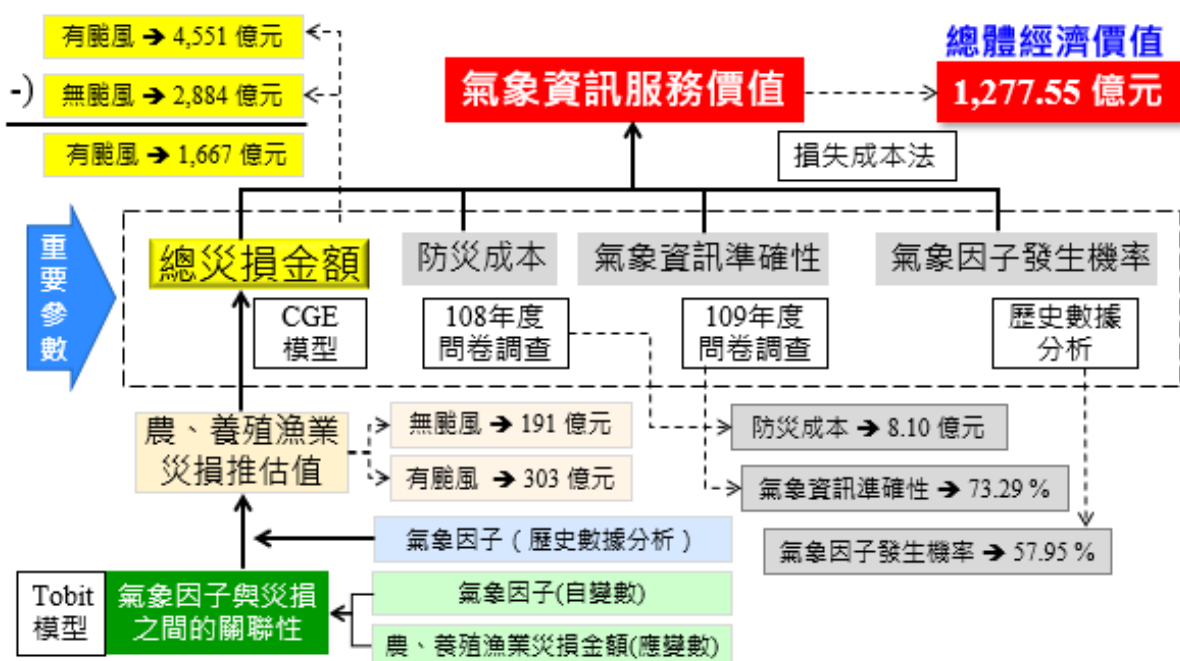 有颱風 ➔ 4,551 億元
-) 無颱風 ➔ 2,884 億元
有颱風 ➔ 1,667 億元
總體經濟價值
氣象資訊服務價值
1,277.55 億元
損失成本法
重要參數
總災損金額
防災成本
氣象資訊準確性
氣象因子發生機率
CGE
模型
108年度
問卷調查
109年度
問卷調查
歷史數據
分析
農、養殖漁業
災損推估值
無颱風 ➔ 191 億元
有颱風 ➔ 303 億元
防災成本 ➔ 8.10 億元
氣象資訊準確性 ➔ 73.29 %
氣象因子發生機率 ➔ 57.95 %
氣象因子 ( 歷史數據分析 )
Tobit
模型
氣象因子與災損
之間的關聯性
氣象因子(自變數)
農、養殖漁業災損金額(應變數)